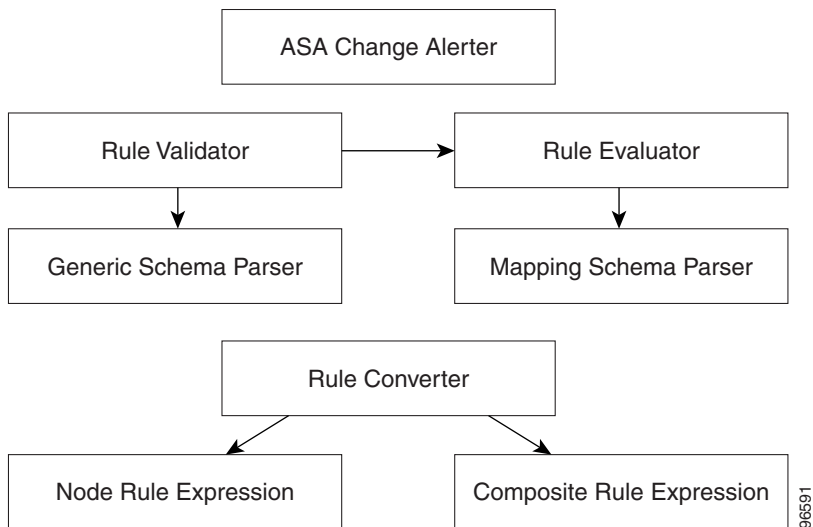 ASA Change Alerter
Rule Validator
Rule Evaluator
Generic Schema Parser
Mapping Schema Parser
Rule Converter
Node Rule Expression
Composite Rule Expression
96591